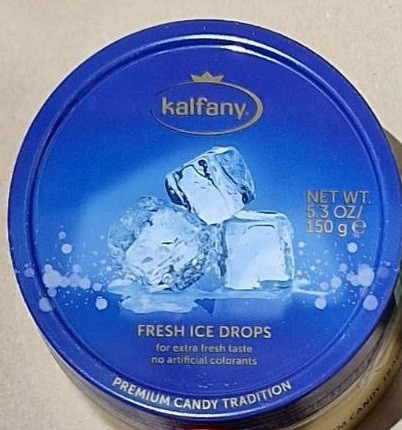 kalfany
NET WT.
5.3 OZ/
150 g ℮
FRESH ICE DROPS
for extra fresh taste
no artificial colorants
PREMIUM CANDY TRADITION